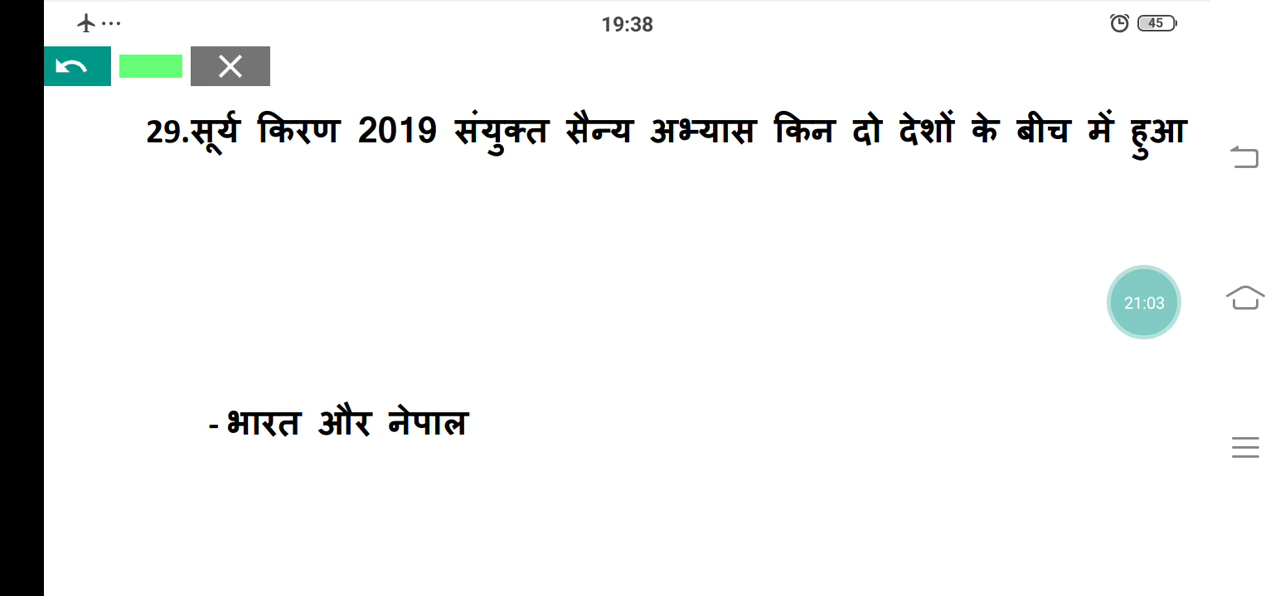 19:38
45
29.सूर्य किरण 2019 संयुक्त सैन्य अभ्यास किन दो देशों के बीच में हुआ
21:03
- भारत और नेपाल